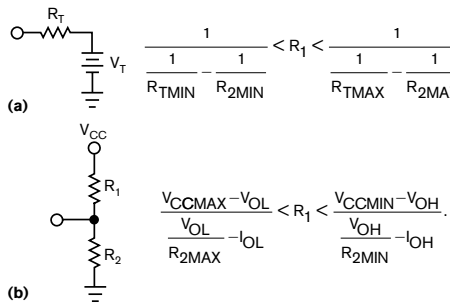 R_T
V_T
(a)
1 / (1/R_TMIN − 1/R_2MIN) < R_1 < 1 / (1/R_TMAX − 1/R_2MA
V_CC
R_1
R_2
(b)
(V_CCMAX − V_OL) / (V_OL/R_2MAX − I_OL) < R_1 < (V_CCMIN − V_OH) / (V_OH/R_2MIN − I_OH).